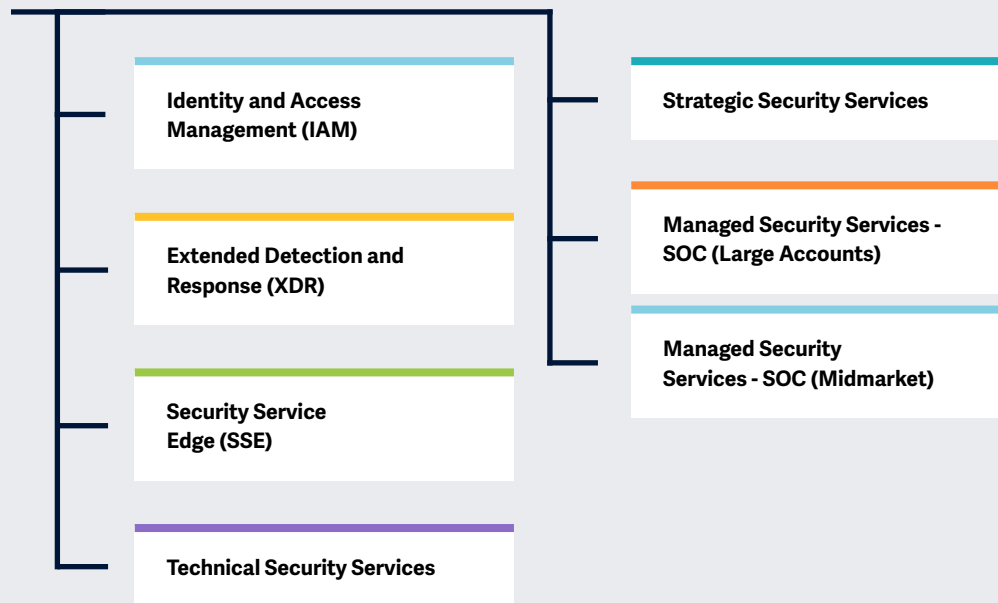 Identity and Access
Management (IAM)
Extended Detection and
Response (XDR)
Security Service
Edge (SSE)
Technical Security Services
Strategic Security Services
Managed Security Services -
SOC (Large Accounts)
Managed Security
Services - SOC (Midmarket)